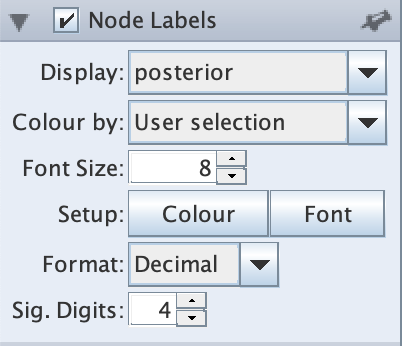 Node Labels
Display: posterior
Colour by: User selection
Font Size: 8
Setup: Colour Font
Format: Decimal
Sig. Digits: 4